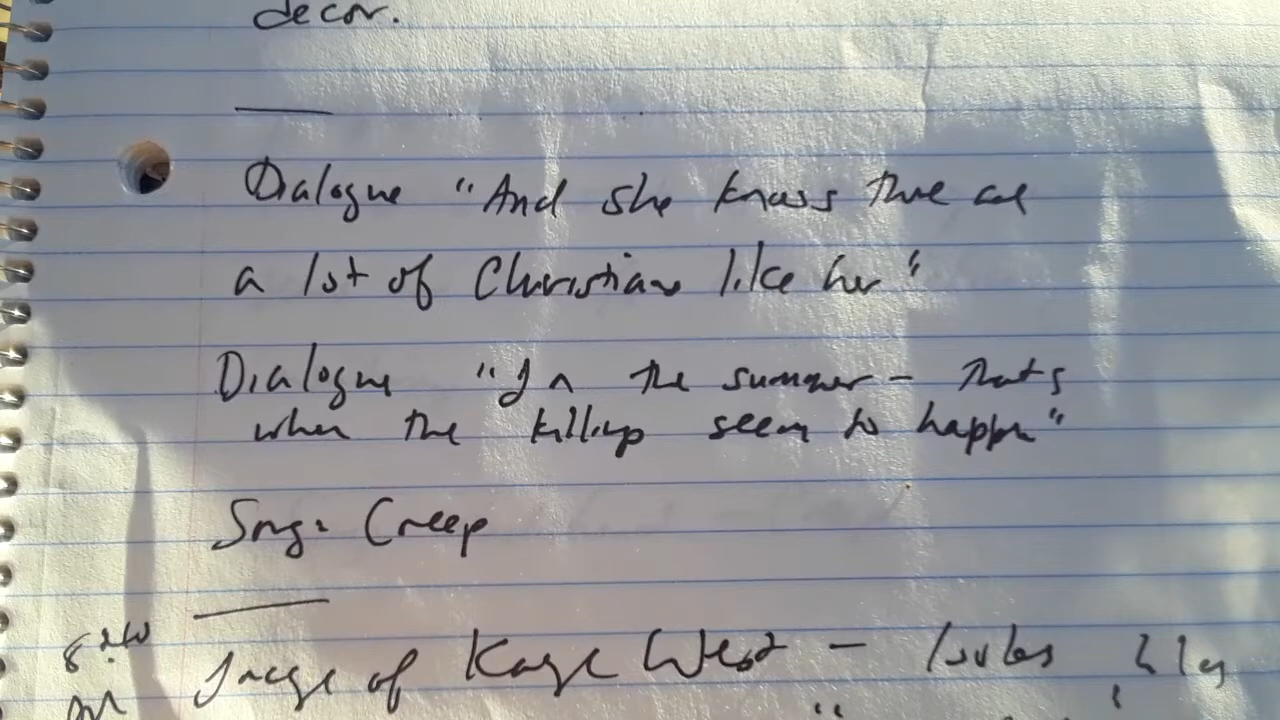 decor.
Dialogue "And she knows there are
a lot of Christian like her"
Dialogue "In the summer - that's
when the killings seem to happen"
Song: Creep
Image of Kanye West - looks